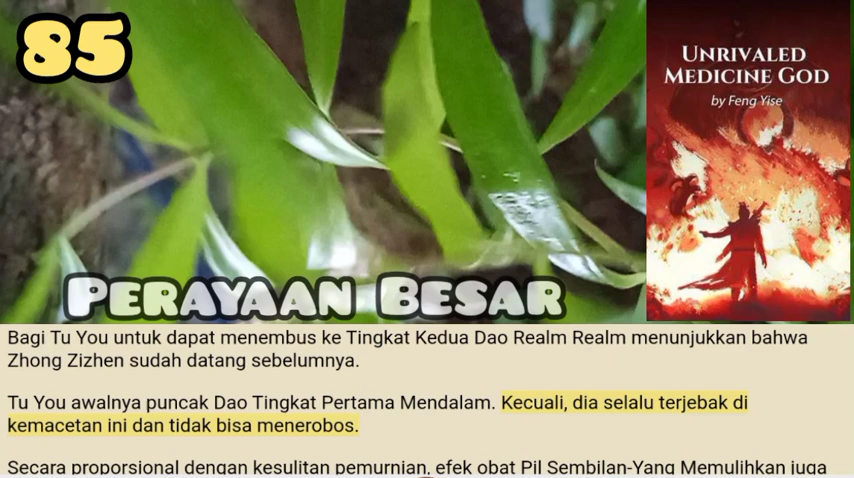 85
UNRIVALED
MEDICINE GOD
by Feng Yise
PERAYAAN BESAR
Bagi Tu You untuk dapat menembus ke Tingkat Kedua Dao Realm Realm menunjukkan bahwa
Zhong Zizhen sudah datang sebelumnya.
Tu You awalnya puncak Dao Tingkat Pertama Mendalam. Kecuali, dia selalu terjebak di
kemacetan ini dan tidak bisa menerobos.
Secara proporsional dengan kesulitan pemurnian, efek obat Pil Sembilan-Yang Memulihkan juga